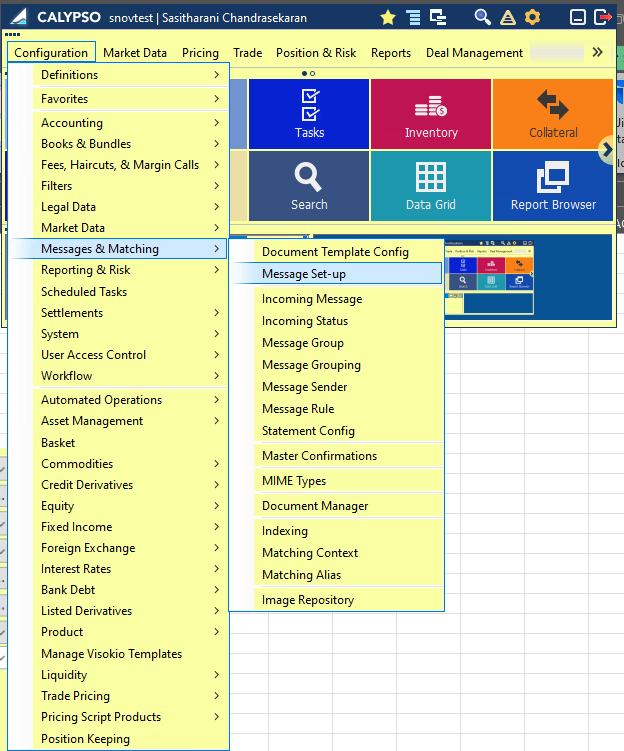 CALYPSO snovtest | Sasitharani Chandrasekaran
Configuration Market Data Pricing Trade Position & Risk Reports Deal Management
Definitions
Favorites
Accounting
Books & Bundles
Fees, Haircuts, & Margin Calls
Filters
Legal Data
Market Data
Messages & Matching
Reporting & Risk
Scheduled Tasks
Settlements
System
User Access Control
Workflow
Automated Operations
Asset Management
Basket
Commodities
Credit Derivatives
Equity
Fixed Income
Foreign Exchange
Interest Rates
Bank Debt
Listed Derivatives
Product
Manage Visokio Templates
Liquidity
Trade Pricing
Pricing Script Products
Position Keeping
Tasks
Inventory
Collateral
Search
Data Grid
Report Browser
Document Template Config
Message Set-up
Incoming Message
Incoming Status
Message Group
Message Grouping
Message Sender
Message Rule
Statement Config
Master Confirmations
MIME Types
Document Manager
Indexing
Matching Context
Matching Alias
Image Repository